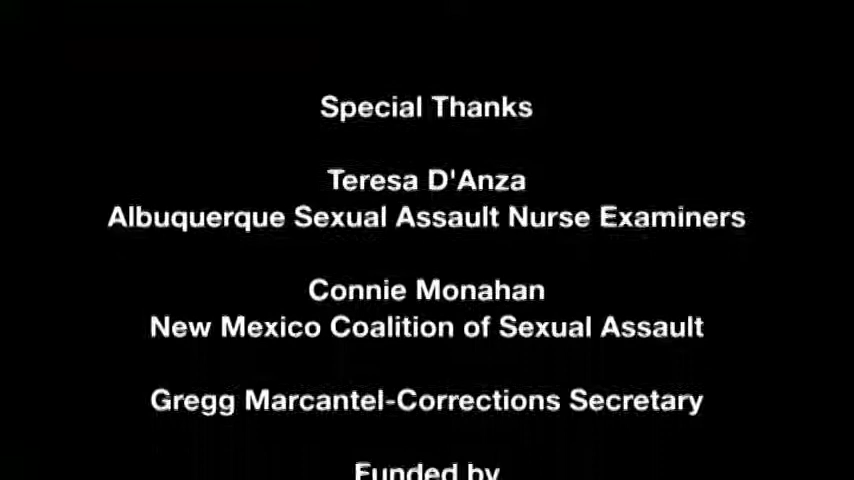 Special Thanks
Teresa D'Anza
Albuquerque Sexual Assault Nurse Examiners
Connie Monahan
New Mexico Coalition of Sexual Assault
Gregg Marcantel-Corrections Secretary
Funded by